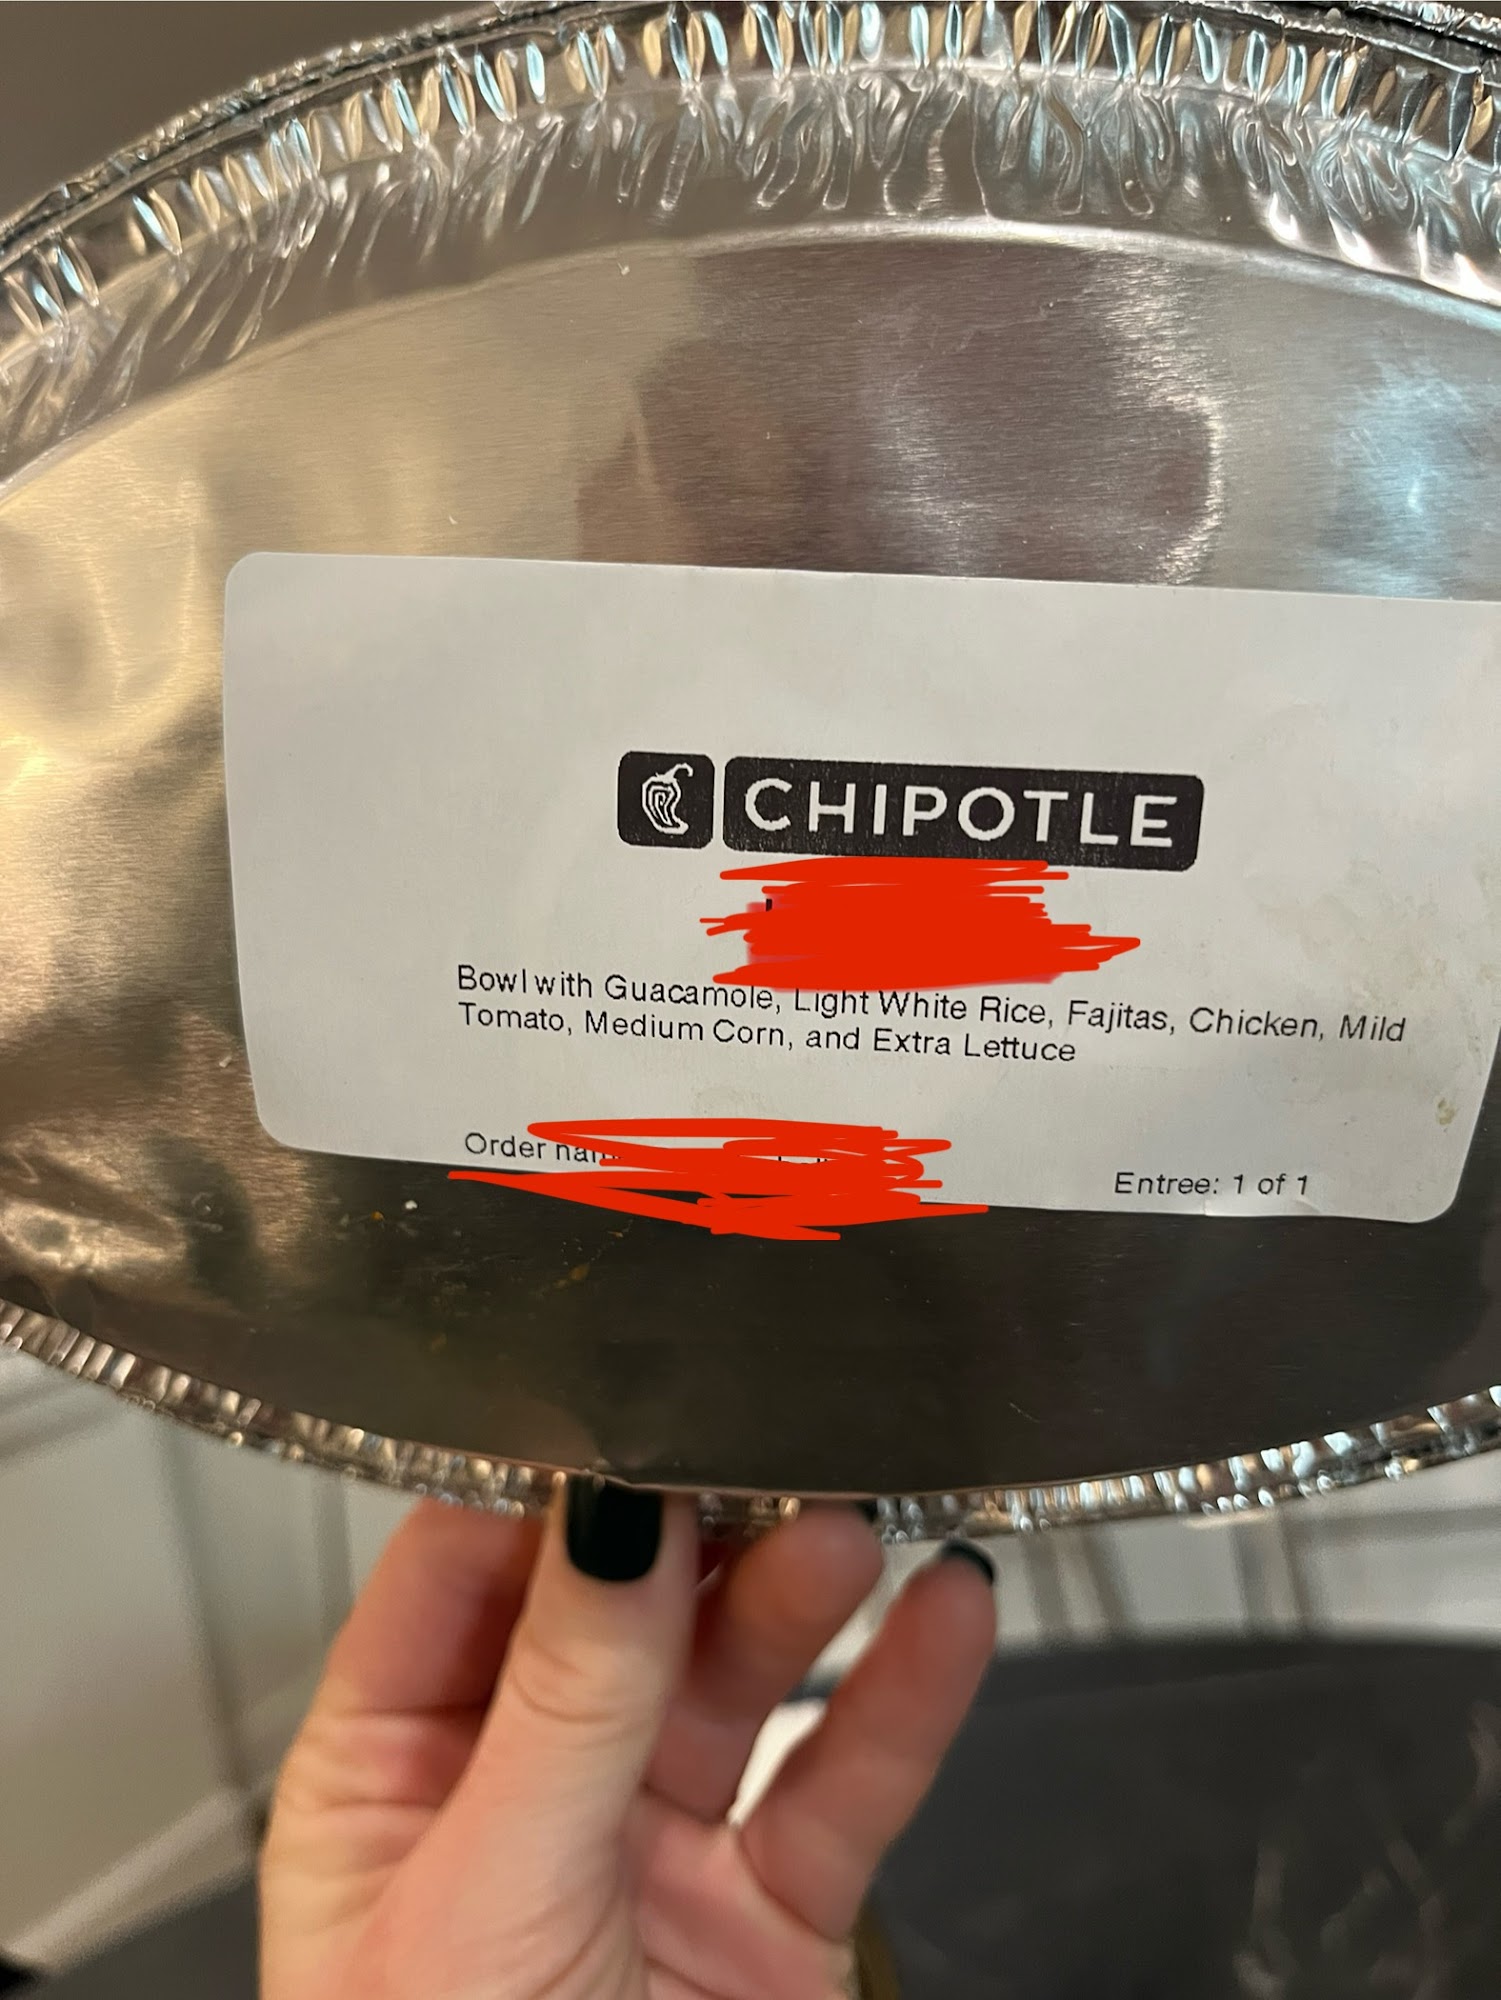 CHIPOTLE
Bowl with Guacamole, Light White Rice, Fajitas, Chicken, Mild
Tomato, Medium Corn, and Extra Lettuce
Order
Entree: 1 of 1